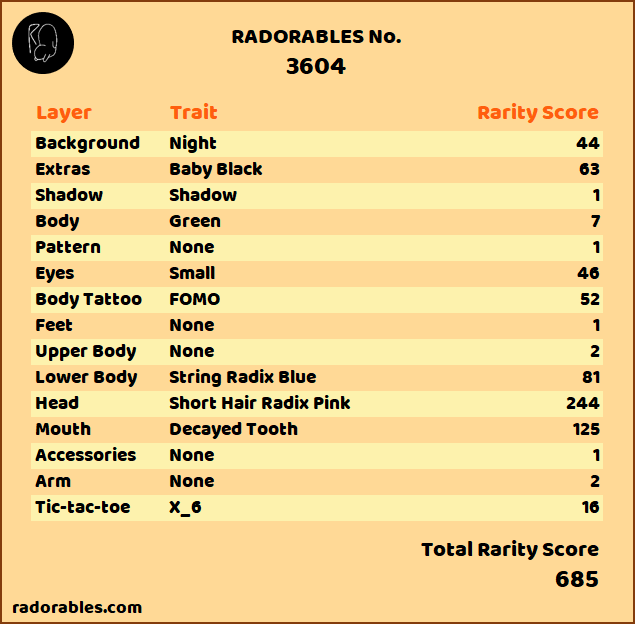 RADORABLES No.
3604
Layer Trait Rarity Score
Background Night 44
Extras Baby Black 63
Shadow Shadow 1
Body Green 7
Pattern None 1
Eyes Small 46
Body Tattoo FOMO 52
Feet None 1
Upper Body None 2
Lower Body String Radix Blue 81
Head Short Hair Radix Pink 244
Mouth Decayed Tooth 125
Accessories None 1
Arm None 2
Tic-tac-toe X_6 16
Total Rarity Score
685
radorables.com